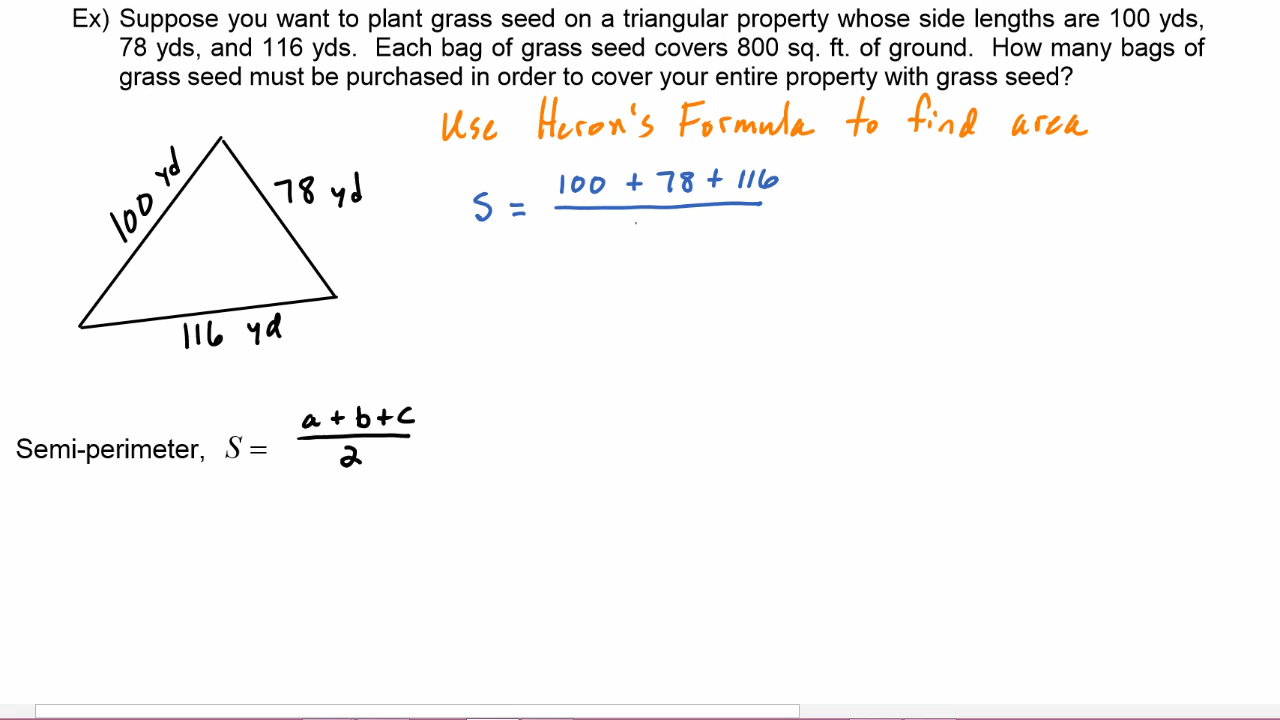 Ex) Suppose you want to plant grass seed on a triangular property whose side lengths are 100 yds,
78 yds, and 116 yds. Each bag of grass seed covers 800 sq. ft. of ground. How many bags of
grass seed must be purchased in order to cover your entire property with grass seed?
Use Heron's Formula to find area
100 yd
78 yd
116 yd
S = 100 + 78 + 116
Semi-perimeter, S = a + b + c
2